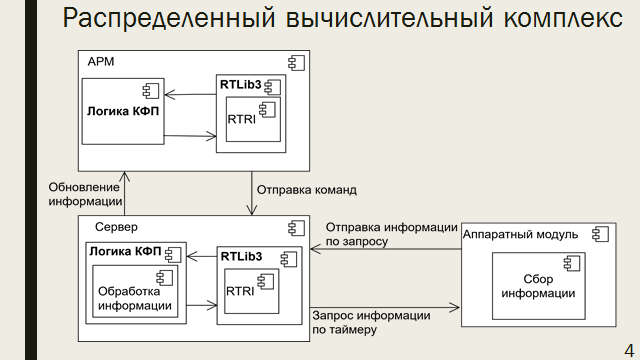 Распределенный вычислительный комплекс
АРМ
Логика КФП
RTLib3
RTRI
Обновление
информации
Отправка команд
Сервер
Логика КФП
Обработка
информации
RTLib3
RTRI
Отправка информации
по запросу
Запрос информации
по таймеру
Аппаратный модуль
Сбор
информации
4